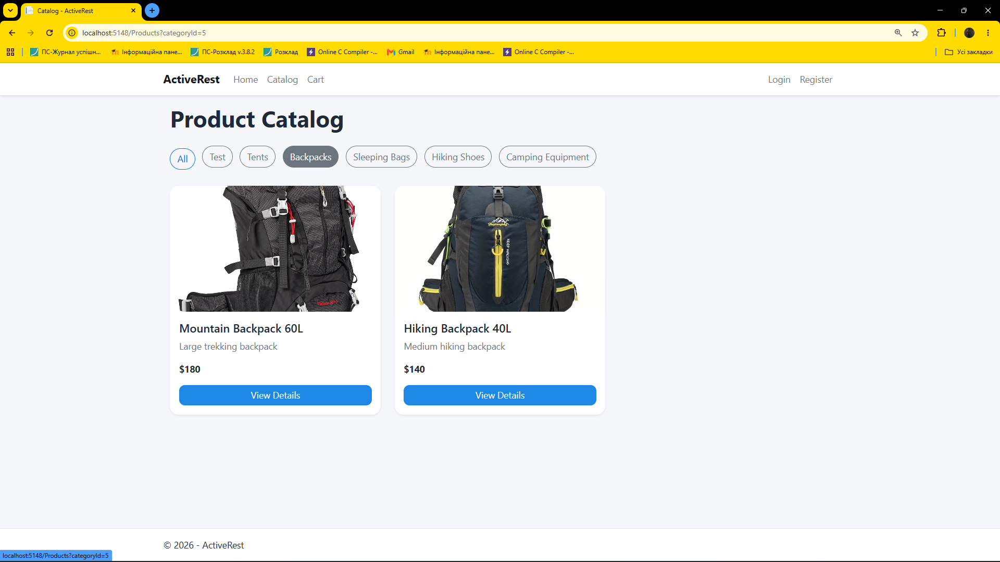 Catalog - ActiveRest
localhost:5148/Products?categoryId=5
ПС-Журнал успішн...
Інформаційна пане...
ПС-Розклад v.3.8.2
Розклад
Online C Compiler -...
Gmail
Інформаційна пане...
Online C Compiler -...
Усі закладки
ActiveRest
Home
Catalog
Cart
Login
Register
Product Catalog
All
Test
Tents
Backpacks
Sleeping Bags
Hiking Shoes
Camping Equipment
KEEP WALKING
Mountain Backpack 60L
Large trekking backpack
$180
View Details
Hiking Backpack 40L
Medium hiking backpack
$140
View Details
© 2026 - ActiveRest
localhost:5148/Products?categoryId=5